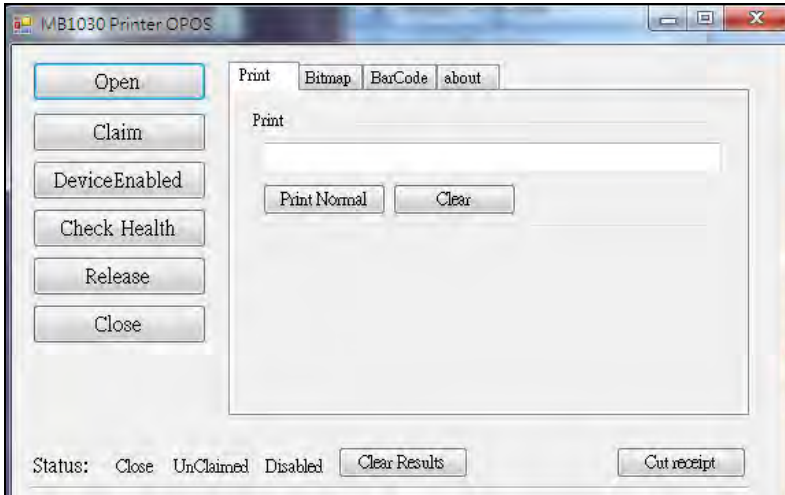 MB1030 Printer OPOS
Open
Claim
DeviceEnabled
Check Health
Release
Close
Print Bitmap BarCode about
Print
Print Normal Clear
Status: Close UnClaimed Disabled Clear Results Cut receipt